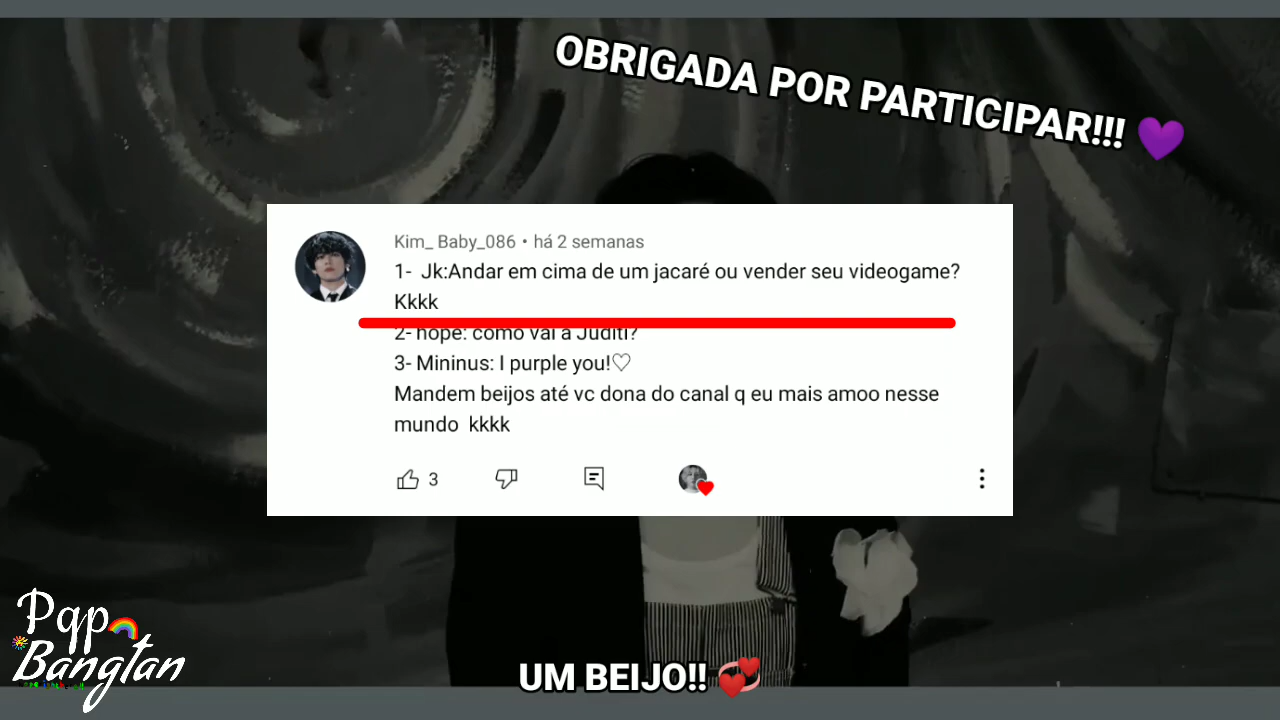 OBRIGADA POR PARTICIPAR!!! 💜
Kim_ Baby_086 • há 2 semanas
1-  Jk:Andar em cima de um jacaré ou vender seu videogame?
Kkkk
2- hope: como vai a Juditi?
3- Mininus: I purple you!♡
Mandem beijos até vc dona do canal q eu mais amoo nesse
mundo  kkkk
3
Pqp
Bangtan
UM BEIJO!! 💞